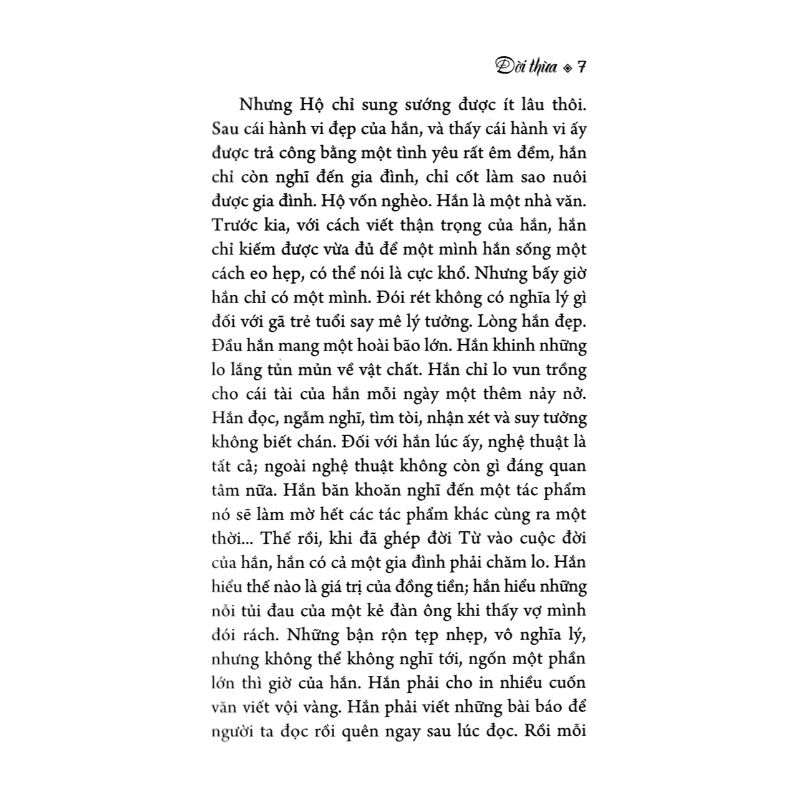 Đời thừa ◈ 7
Nhưng Hộ chỉ sung sướng được ít lâu thôi.
Sau cái hành vi đẹp của hắn, và thấy cái hành vi ấy
được trả công bằng một tình yêu rất êm đềm, hắn
chỉ còn nghĩ đến gia đình, chỉ cốt làm sao nuôi
được gia đình. Hộ vốn nghèo. Hắn là một nhà văn.
Trước kia, với cách viết thận trọng của hắn, hắn
chỉ kiếm được vừa đủ để một mình hắn sống một
cách eo hẹp, có thể nói là cực khổ. Nhưng bấy giờ
hắn chỉ có một mình. Đói rét không có nghĩa lý gì
đối với gã trẻ tuổi say mê lý tưởng. Lòng hắn đẹp.
Đầu hắn mang một hoài bão lớn. Hắn khinh những
lo lắng tủn mủn về vật chất. Hắn chỉ lo vun trồng
cho cái tài của hắn mỗi ngày một thêm nảy nở.
Hắn đọc, ngẫm nghĩ, tìm tòi, nhận xét và suy tưởng
không biết chán. Đối với hắn lúc ấy, nghệ thuật là
tất cả; ngoài nghệ thuật không còn gì đáng quan
tâm nữa. Hắn băn khoăn nghĩ đến một tác phẩm
nó sẽ làm mờ hết các tác phẩm khác cùng ra một
thời... Thế rồi, khi đã ghép đời Từ vào cuộc đời
của hắn, hắn có cả một gia đình phải chăm lo. Hắn
hiểu thế nào là giá trị của đồng tiền; hắn hiểu những
nỗi tủi đau của một kẻ đàn ông khi thấy vợ mình
đói rách. Những bận rộn tẹp nhẹp, vô nghĩa lý,
nhưng không thể không nghĩ tới, ngốn một phần
lớn thì giờ của hắn. Hắn phải cho in nhiều cuốn
văn viết vội vàng. Hắn phải viết những bài báo để
người ta đọc rồi quên ngay sau lúc đọc. Rồi mỗi